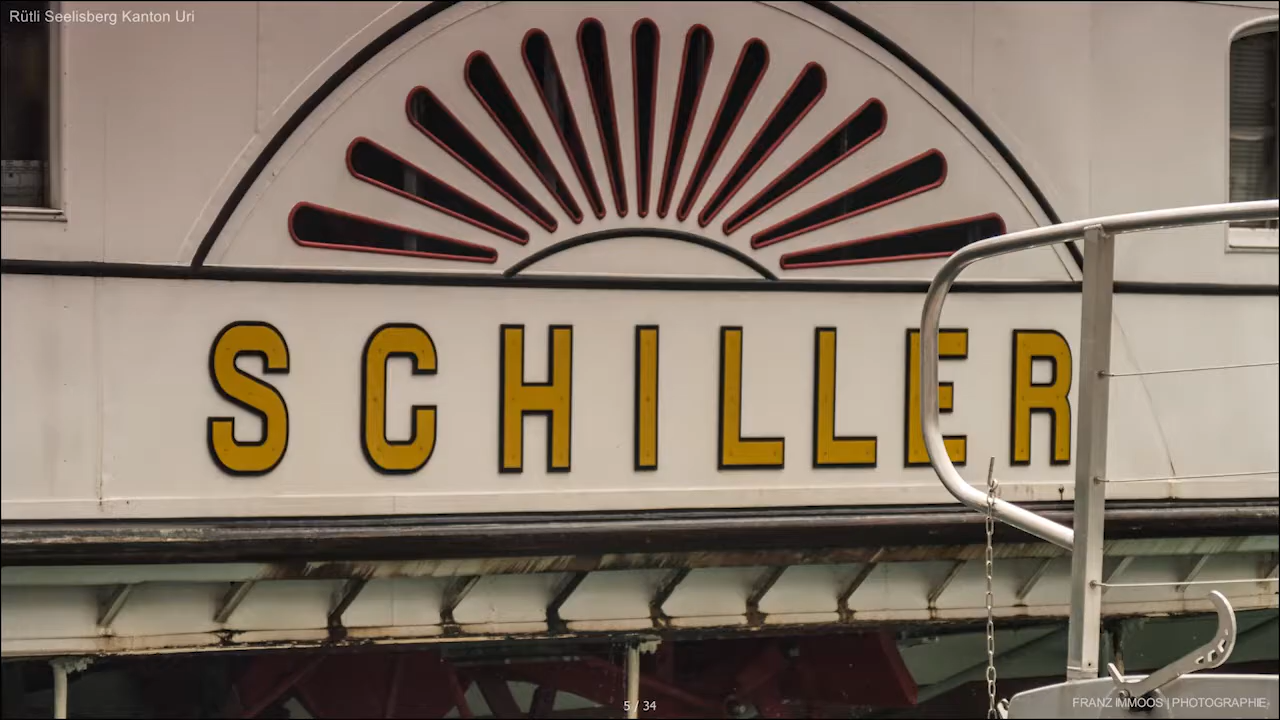 Rütli Seelisberg Kanton Uri
SCHILLER
5 / 34
FRANZ IMMOOS | PHOTOGRAPHIE